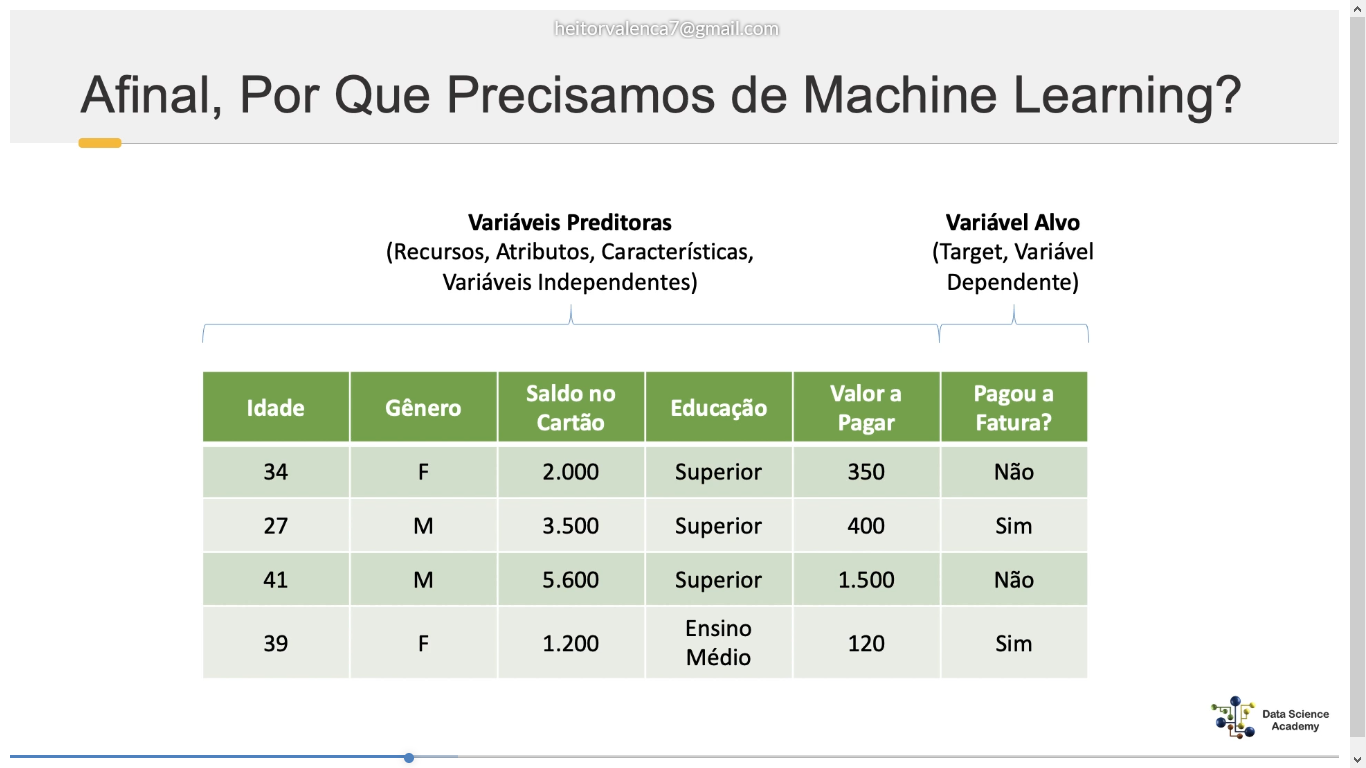 heitorvalenca7@gmail.com
Afinal, Por Que Precisamos de Machine Learning?
Variáveis Preditoras
(Recursos, Atributos, Características,
Variáveis Independentes)
Variável Alvo
(Target, Variável
Dependente)
Idade Gênero Saldo no Cartão Educação Valor a Pagar Pagou a Fatura?
34 F 2.000 Superior 350 Não
27 M 3.500 Superior 400 Sim
41 M 5.600 Superior 1.500 Não
39 F 1.200 Ensino Médio 120 Sim
Data Science
Academy